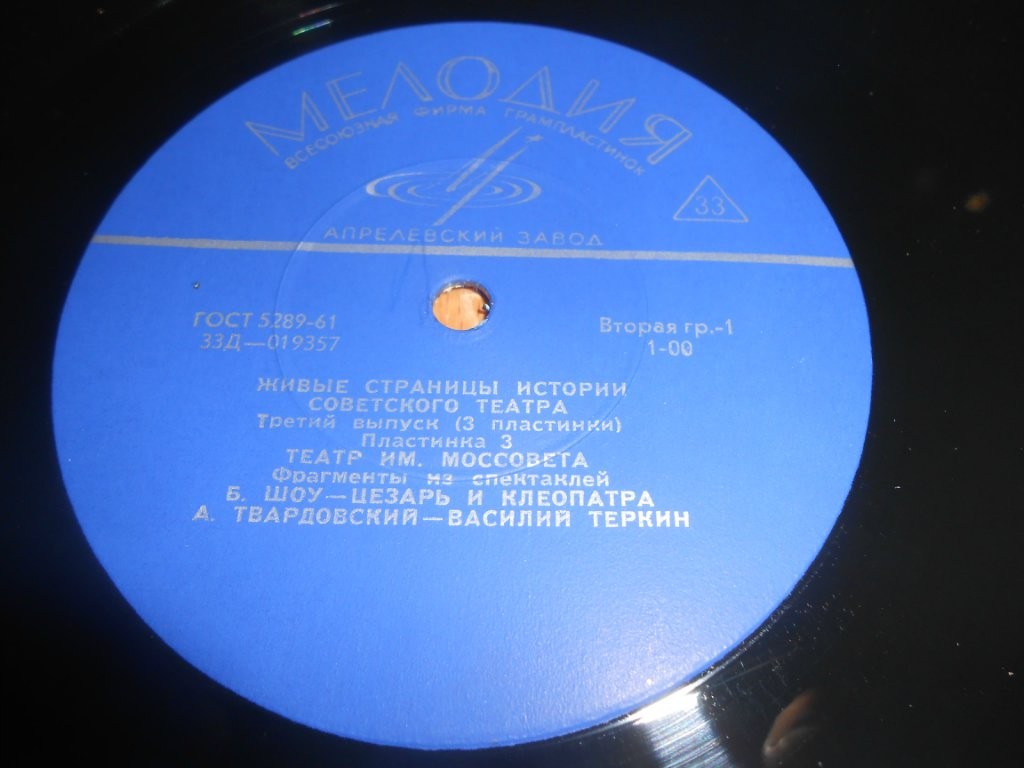 МЕЛОДИЯ
ВСЕСОЮЗНАЯ ФИРМА ГРАМПЛАСТИНОК
33
АПРЕЛЕВСКИЙ ЗАВОД
ГОСТ 5289-61
33Д—019357
Вторая гр.-1
1-00
ЖИВЫЕ СТРАНИЦЫ ИСТОРИИ
СОВЕТСКОГО ТЕАТРА
Третий выпуск (3 пластинки)
Пластинка 3
ТЕАТР ИМ. МОССОВЕТА
Фрагменты из спектаклей
Б. ШОУ—ЦЕЗАРЬ И КЛЕОПАТРА
А. ТВАРДОВСКИЙ—ВАСИЛИЙ ТЕРКИН